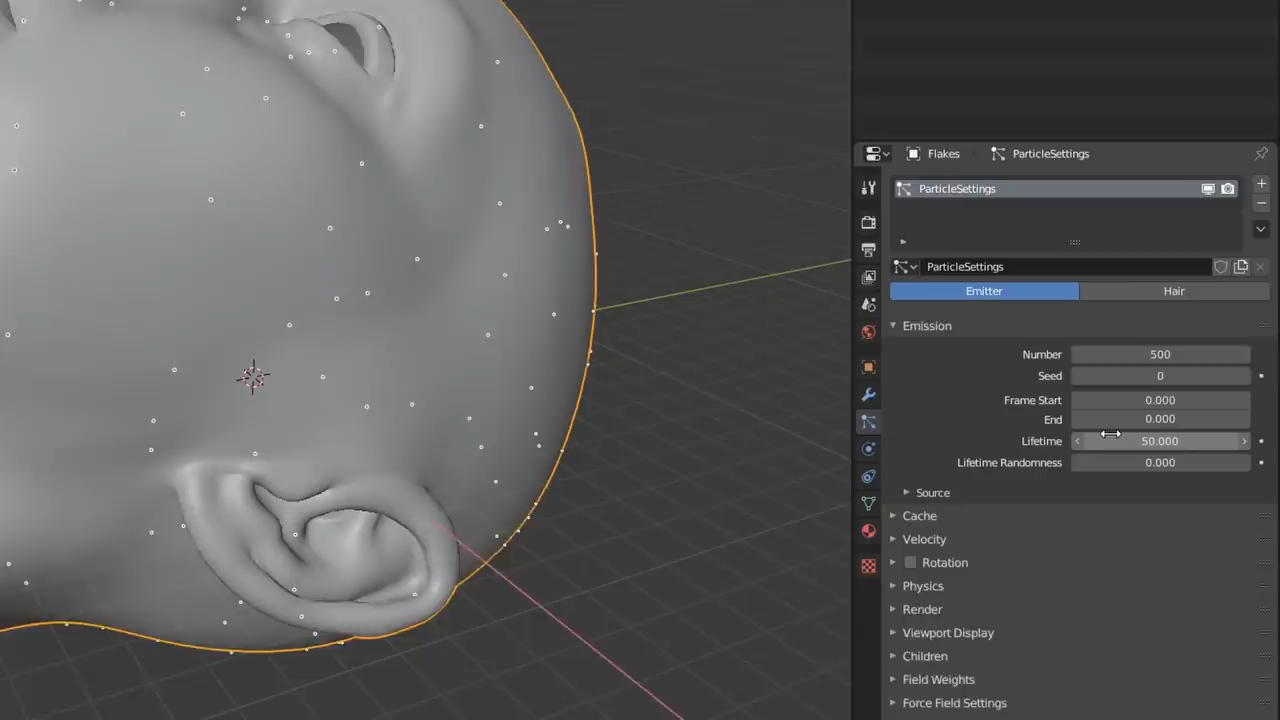 Flakes ParticleSettings
ParticleSettings
ParticleSettings
Emitter Hair
Emission
Number 500
Seed 0
Frame Start 0.000
End 0.000
Lifetime 50.000
Lifetime Randomness 0.000
Source
Cache
Velocity
Rotation
Physics
Render
Viewport Display
Children
Field Weights
Force Field Settings